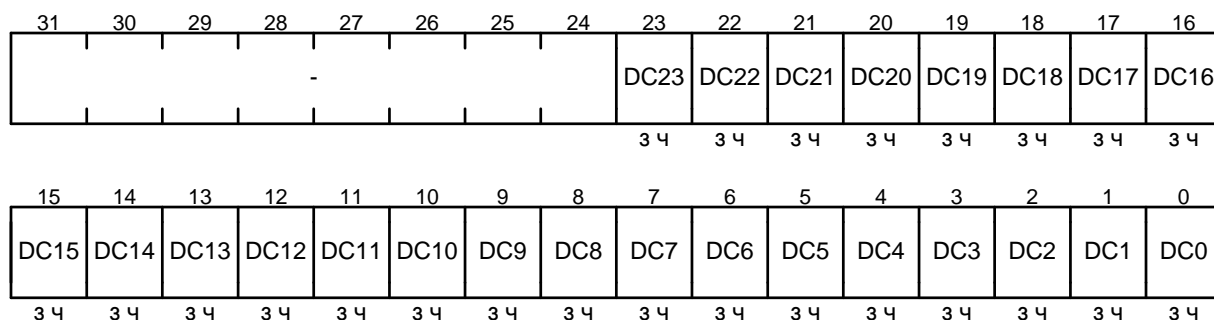 31 30 29 28 27 26 25 24 23 22 21 20 19 18 17 16
- DC23 DC22 DC21 DC20 DC19 DC18 DC17 DC16
з ч з ч з ч з ч з ч з ч з ч з ч
15 14 13 12 11 10 9 8 7 6 5 4 3 2 1 0
DC15 DC14 DC13 DC12 DC11 DC10 DC9 DC8 DC7 DC6 DC5 DC4 DC3 DC2 DC1 DC0
з ч з ч з ч з ч з ч з ч з ч з ч з ч з ч з ч з ч з ч з ч з ч з ч